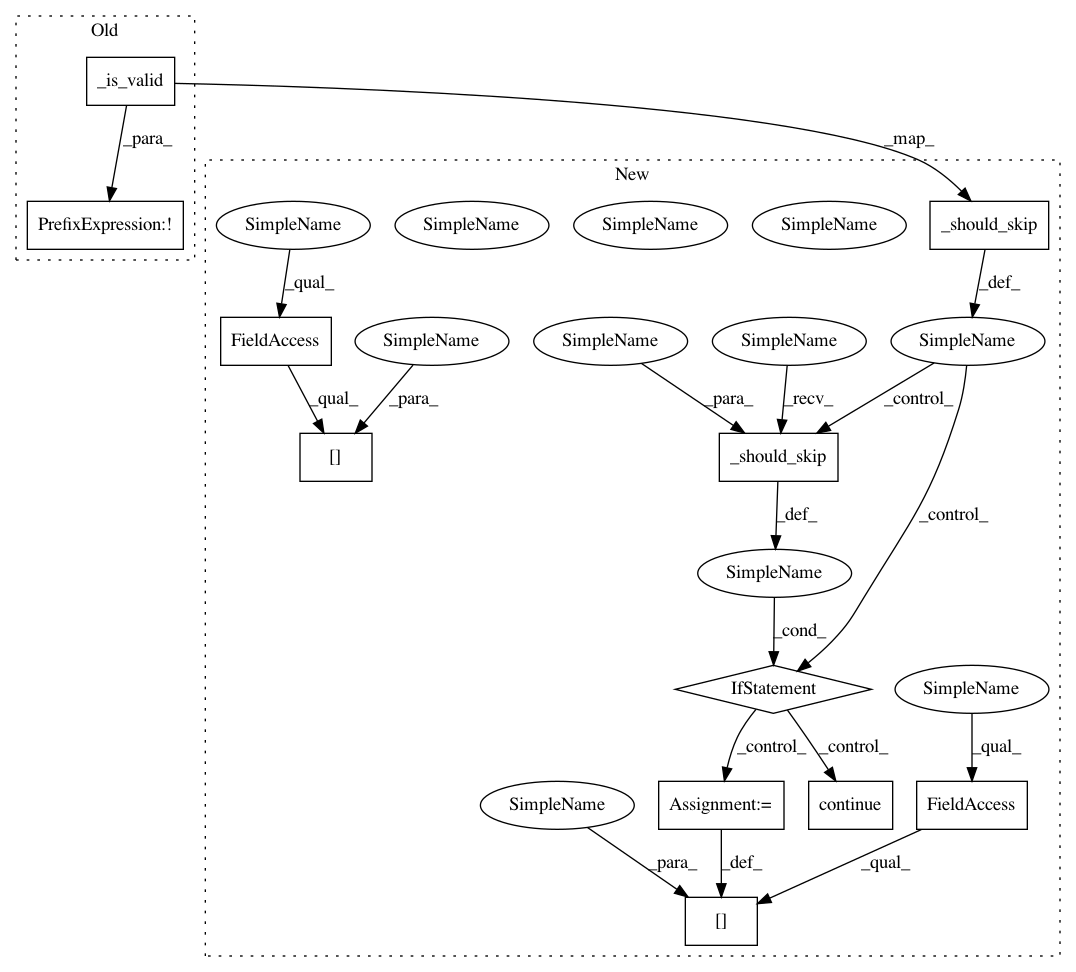 Old
_is_valid
_para_
_map_
PrefixExpression:!
New
SimpleName
SimpleName
SimpleName
SimpleName
_should_skip
_qual_
_def_
FieldAccess
SimpleName
SimpleName
SimpleName
SimpleName
_qual_
_para_
_para_
_recv_
_control_
[]
_should_skip
_def_
_control_
SimpleName
_cond_
IfStatement
SimpleName
_control_
_control_
_qual_
SimpleName
Assignment:=
continue
FieldAccess
_para_
_def_
_qual_
[]